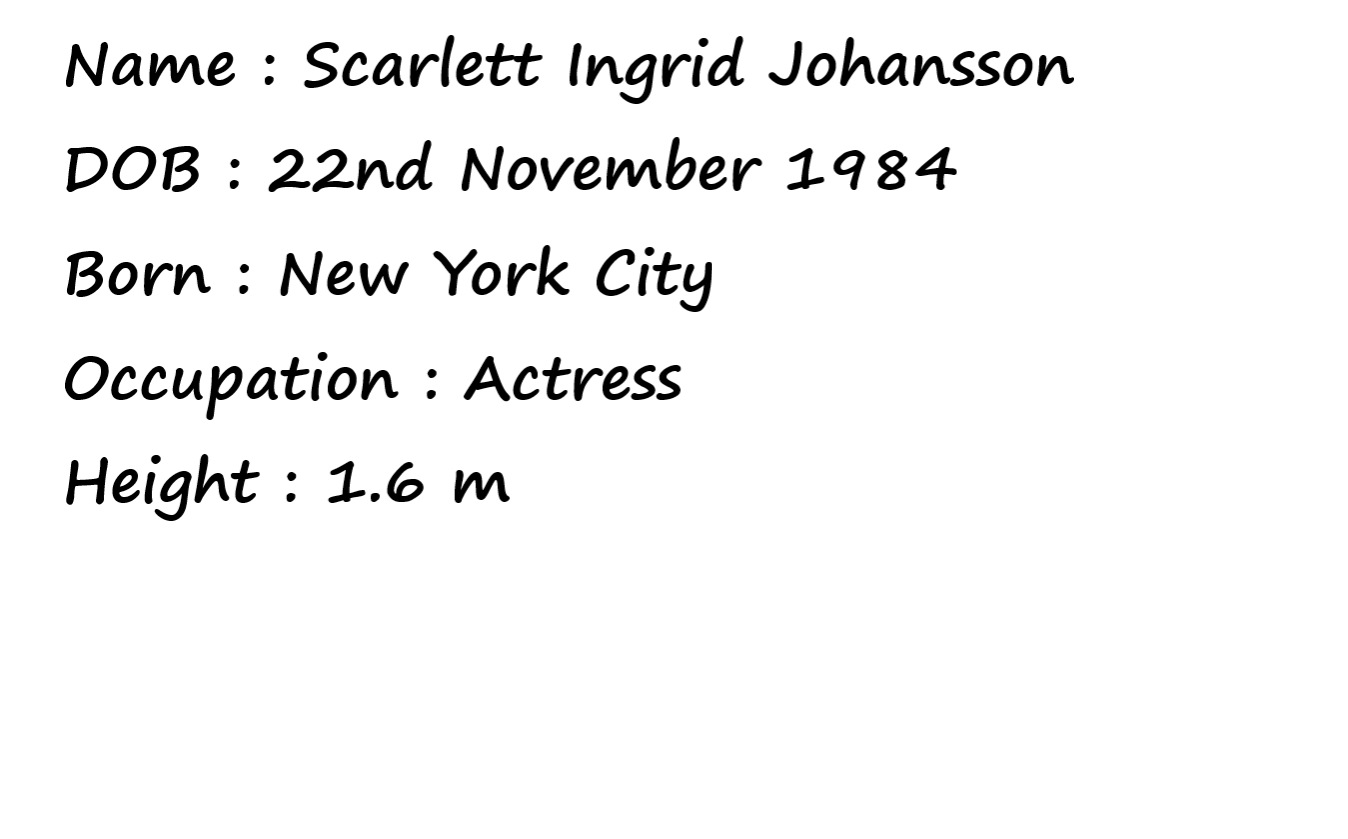 Name : Scarlett Ingrid Johansson
DOB : 22nd November 1984
Born : New York City
Occupation : Actress
Height : 1.6 m